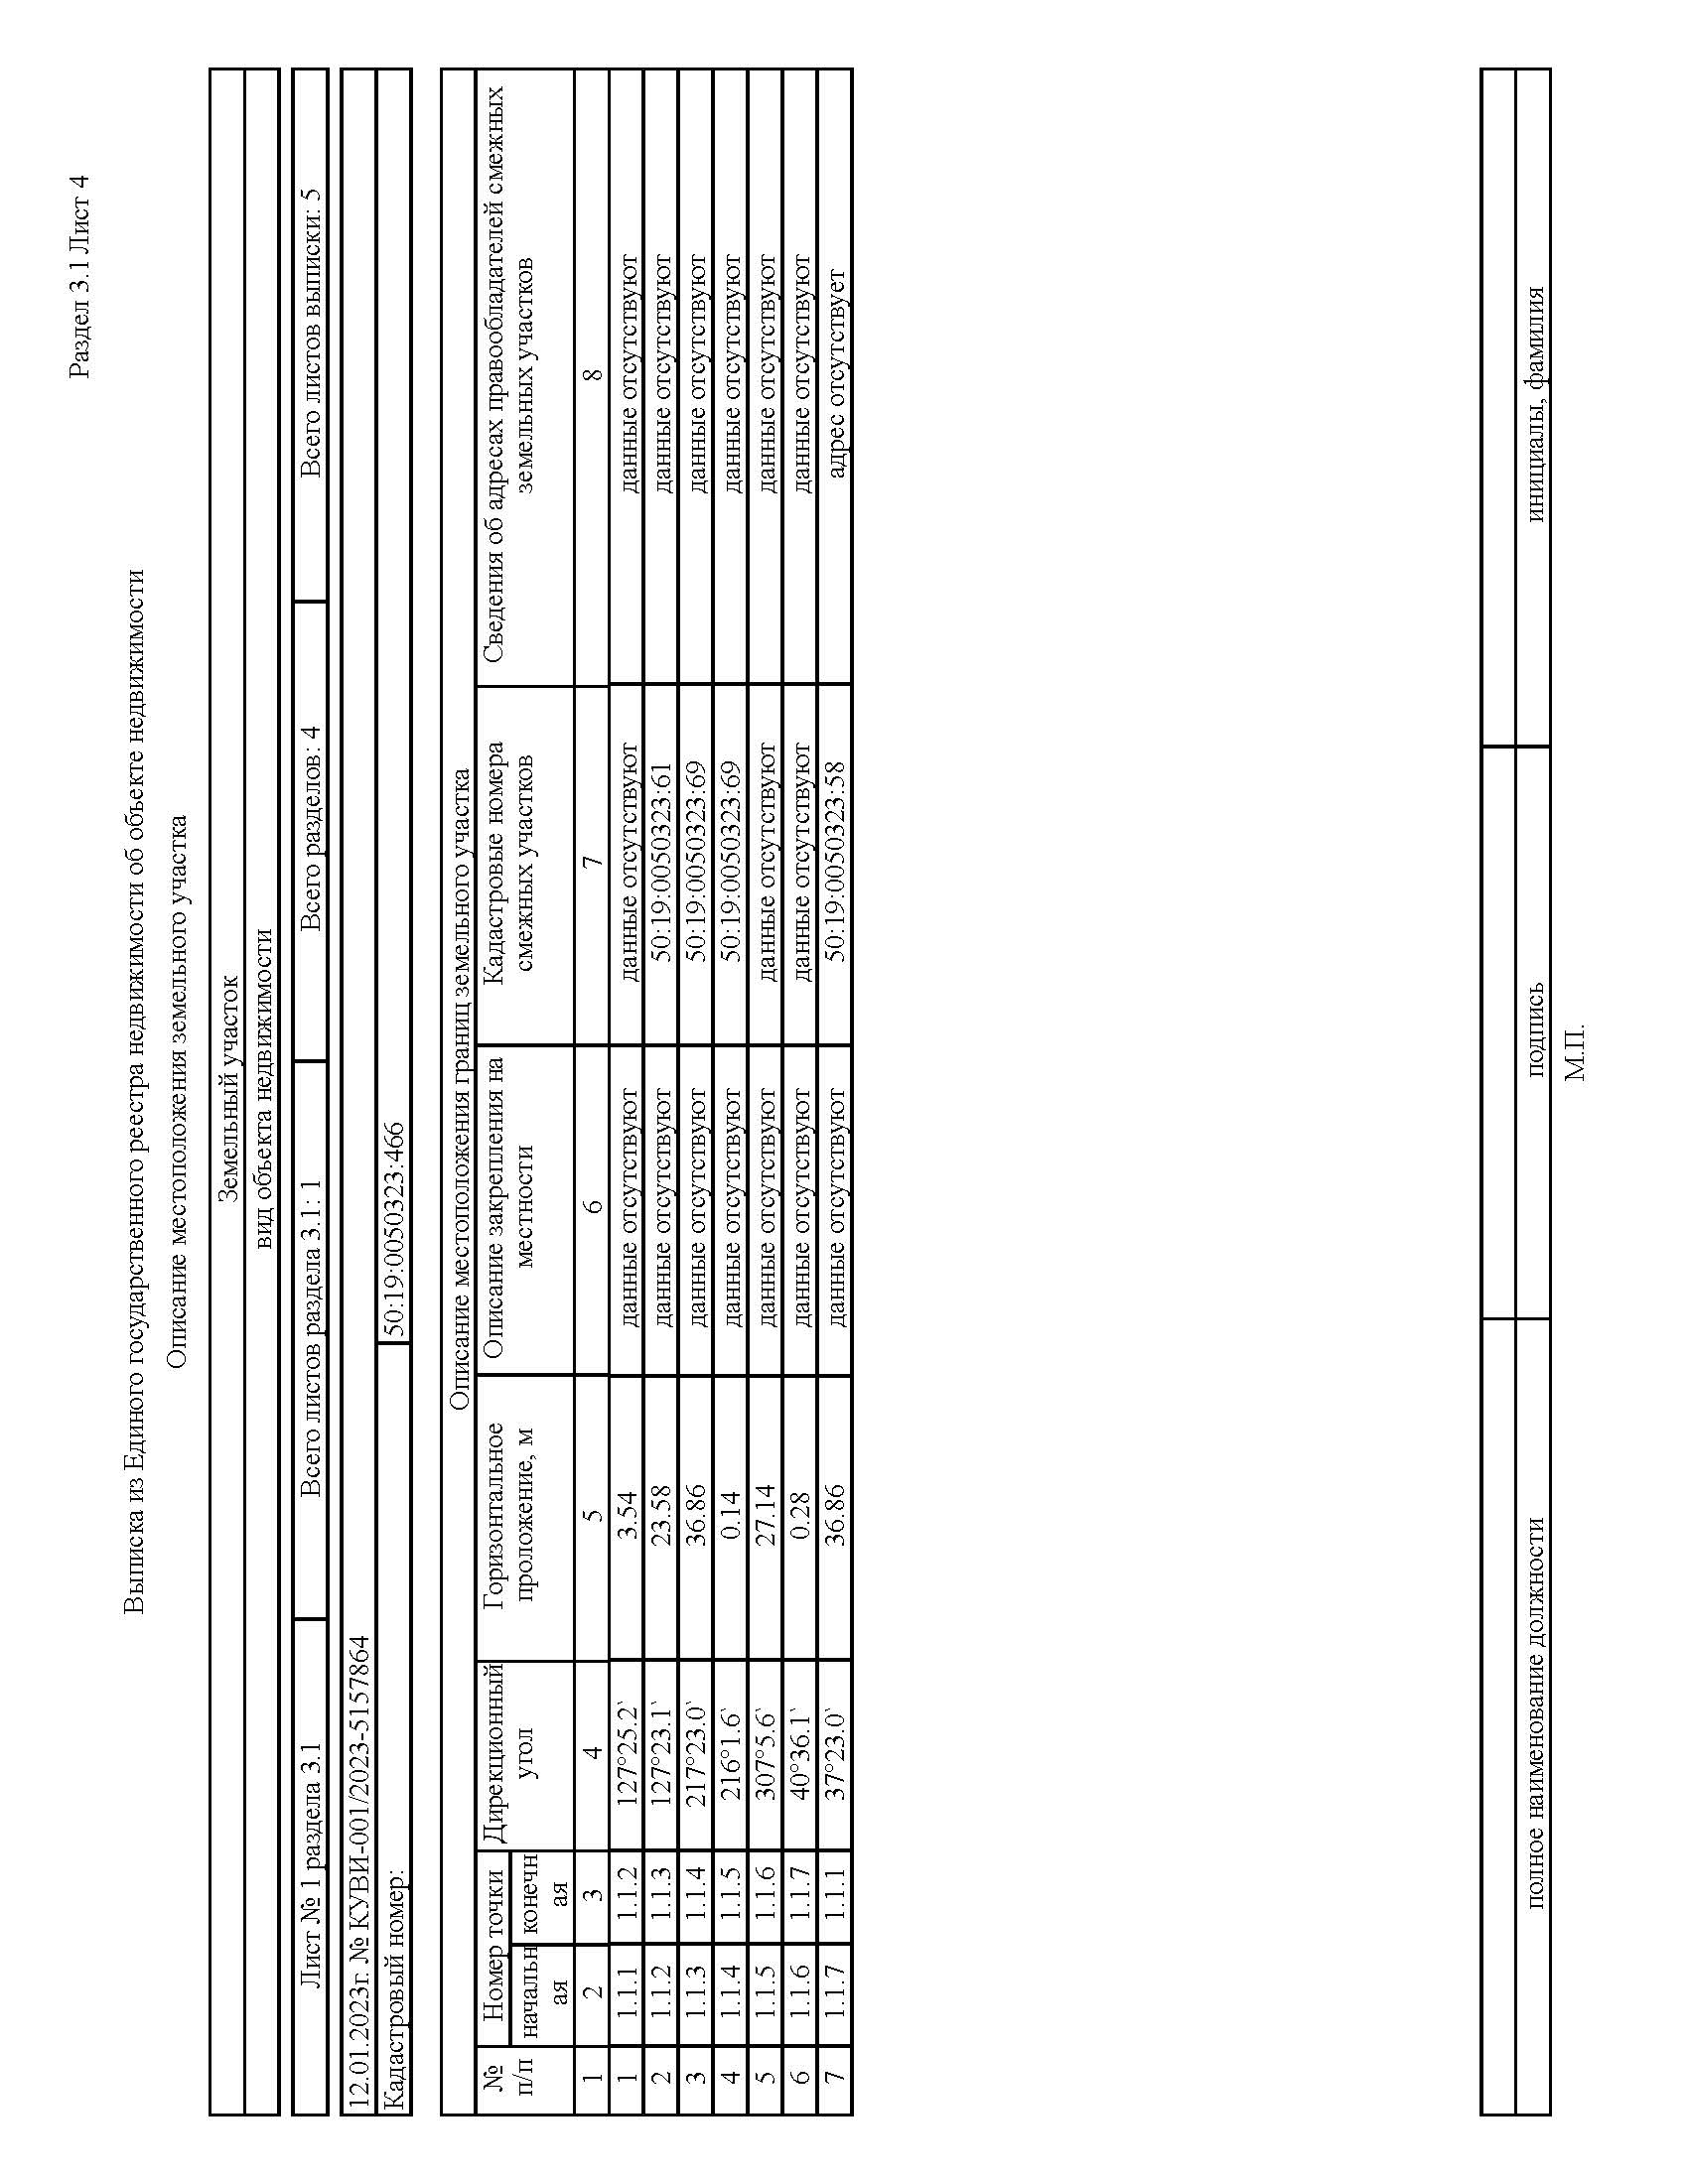 Раздел 3.1 Лист 4
Выписка из Единого государственного реестра недвижимости об объекте недвижимости
Описание местоположения земельного участка
Земельный участок
вид объекта недвижимости
Лист № 1 раздела 3.1 Всего листов раздела 3.1: 1 Всего разделов: 4 Всего листов выписки: 5
12.01.2023г. № КУВИ-001/2023-5157864
Кадастровый номер: 50:19:0050323:466
Описание местоположения границ земельного участка
№ Номер точки Дирекционный Горизонтальное Описание закрепления на Кадастровые номера Сведения об адресах правообладателей смежных
п/п начальн конечн угол проложение, м местности смежных участков земельных участков
ая ая
1 2 3 4 5 6 7 8
1 1.1.1 1.1.2 127°25.2` 3.54 данные отсутствуют данные отсутствуют данные отсутствуют
2 1.1.2 1.1.3 127°23.1` 23.58 данные отсутствуют 50:19:0050323:61 данные отсутствуют
3 1.1.3 1.1.4 217°23.0` 36.86 данные отсутствуют 50:19:0050323:69 данные отсутствуют
4 1.1.4 1.1.5 216°1.6` 0.14 данные отсутствуют 50:19:0050323:69 данные отсутствуют
5 1.1.5 1.1.6 307°5.6` 27.14 данные отсутствуют данные отсутствуют данные отсутствуют
6 1.1.6 1.1.7 40°36.1` 0.28 данные отсутствуют данные отсутствуют данные отсутствуют
7 1.1.7 1.1.1 37°23.0` 36.86 данные отсутствуют 50:19:0050323:58 адрес отсутствует
полное наименование должности подпись инициалы, фамилия
М.П.